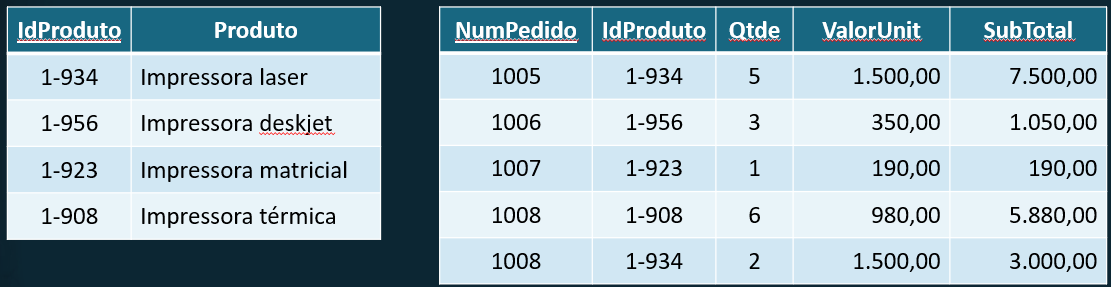 IdProduto Produto
1-934 Impressora laser
1-956 Impressora deskjet
1-923 Impressora matricial
1-908 Impressora térmica
NumPedido IdProduto Qtde ValorUnit SubTotal
1005 1-934 5 1.500,00 7.500,00
1006 1-956 3 350,00 1.050,00
1007 1-923 1 190,00 190,00
1008 1-908 6 980,00 5.880,00
1008 1-934 2 1.500,00 3.000,00